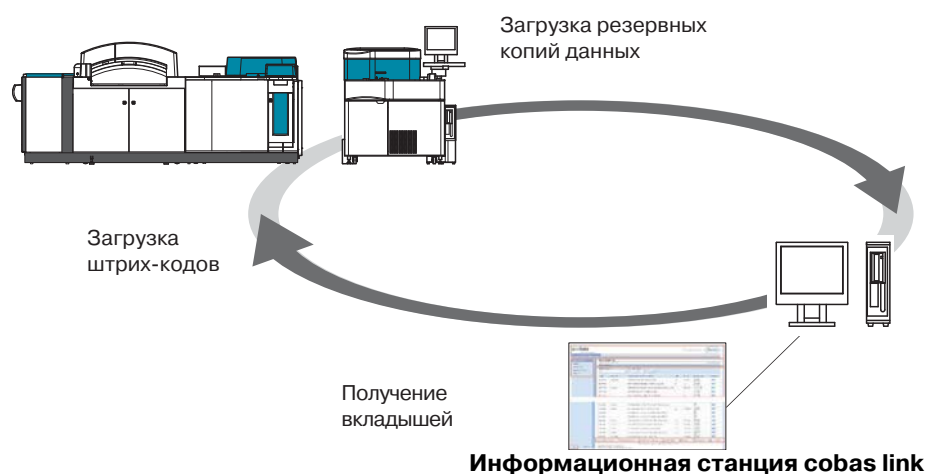 Загрузка резервных
копий данных
Загрузка
штрих-кодов
Получение
вкладышей
Информационная станция cobas link